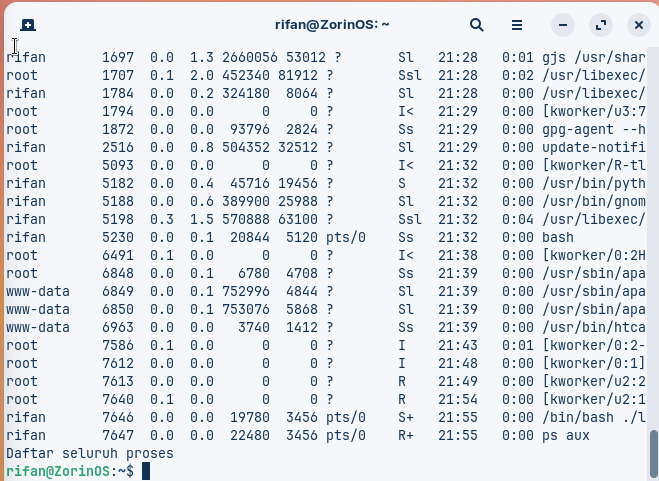 rifan@ZorinOS: ~
rifan 1697 0.0 1.3 2660056 53012 ? Sl 21:28 0:01 gjs /usr/shar
root 1707 0.1 2.0 452340 81912 ? Ssl 21:28 0:02 /usr/libexec/
rifan 1784 0.0 0.2 324180 8064 ? Sl 21:28 0:00 /usr/libexec/
root 1794 0.0 0.0 0 0 ? I< 21:29 0:00 [kworker/u3:7
root 1872 0.0 0.0 93796 2824 ? Ss 21:29 0:00 gpg-agent --h
rifan 2516 0.0 0.8 504352 32512 ? Sl 21:29 0:00 update-notifi
root 5093 0.0 0.0 0 0 ? I< 21:32 0:00 [kworker/R-tl
rifan 5182 0.0 0.4 45716 19456 ? S 21:32 0:00 /usr/bin/pyth
rifan 5188 0.0 0.6 389900 25988 ? Sl 21:32 0:00 /usr/bin/gnom
rifan 5198 0.3 1.5 570888 63100 ? Ssl 21:32 0:04 /usr/libexec/
rifan 5230 0.0 0.1 20844 5120 pts/0 Ss 21:32 0:00 bash
root 6491 0.1 0.0 0 0 ? I< 21:38 0:00 [kworker/0:2H
root 6848 0.0 0.1 6780 4708 ? Ss 21:39 0:00 /usr/sbin/apa
www-data 6849 0.0 0.1 752996 4844 ? Sl 21:39 0:00 /usr/sbin/apa
www-data 6850 0.0 0.1 753076 5868 ? Sl 21:39 0:00 /usr/sbin/apa
www-data 6963 0.0 0.0 3740 1412 ? Ss 21:39 0:00 /usr/bin/htca
root 7586 0.1 0.0 0 0 ? I 21:43 0:01 [kworker/0:2-
root 7612 0.0 0.0 0 0 ? I 21:48 0:00 [kworker/0:1]
root 7613 0.0 0.0 0 0 ? R 21:49 0:00 [kworker/u2:2
root 7640 0.1 0.0 0 0 ? R 21:54 0:00 [kworker/u2:1
rifan 7646 0.0 0.0 19780 3456 pts/0 S+ 21:55 0:00 /bin/bash ./l
rifan 7647 0.0 0.0 22480 3456 pts/0 R+ 21:55 0:00 ps aux
Daftar seluruh proses
rifan@ZorinOS:~$